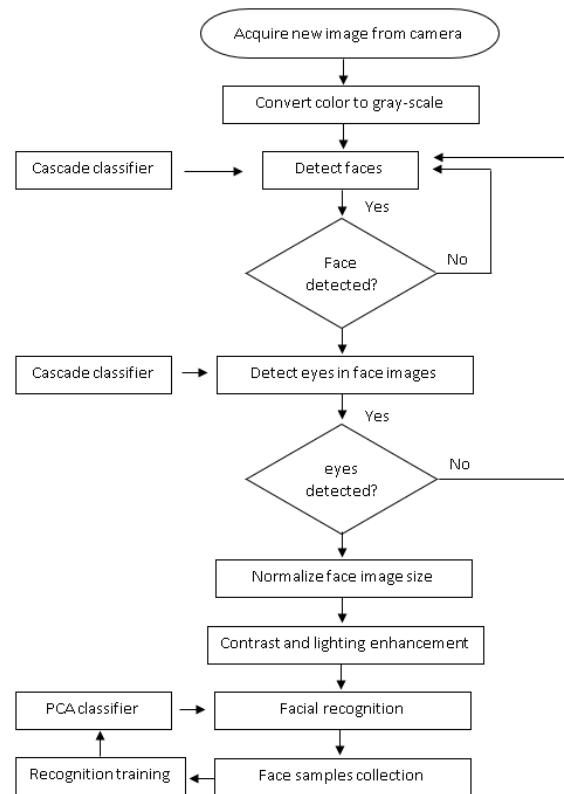 Acquire new image from camera
Convert color to gray-scale
Cascade classifier
Detect faces
Yes
Face
detected?
No
Cascade classifier
Detect eyes in face images
Yes
eyes
detected?
No
Normalize face image size
Contrast and lighting enhancement
PCA classifier
Facial recognition
Recognition training
Face samples collection